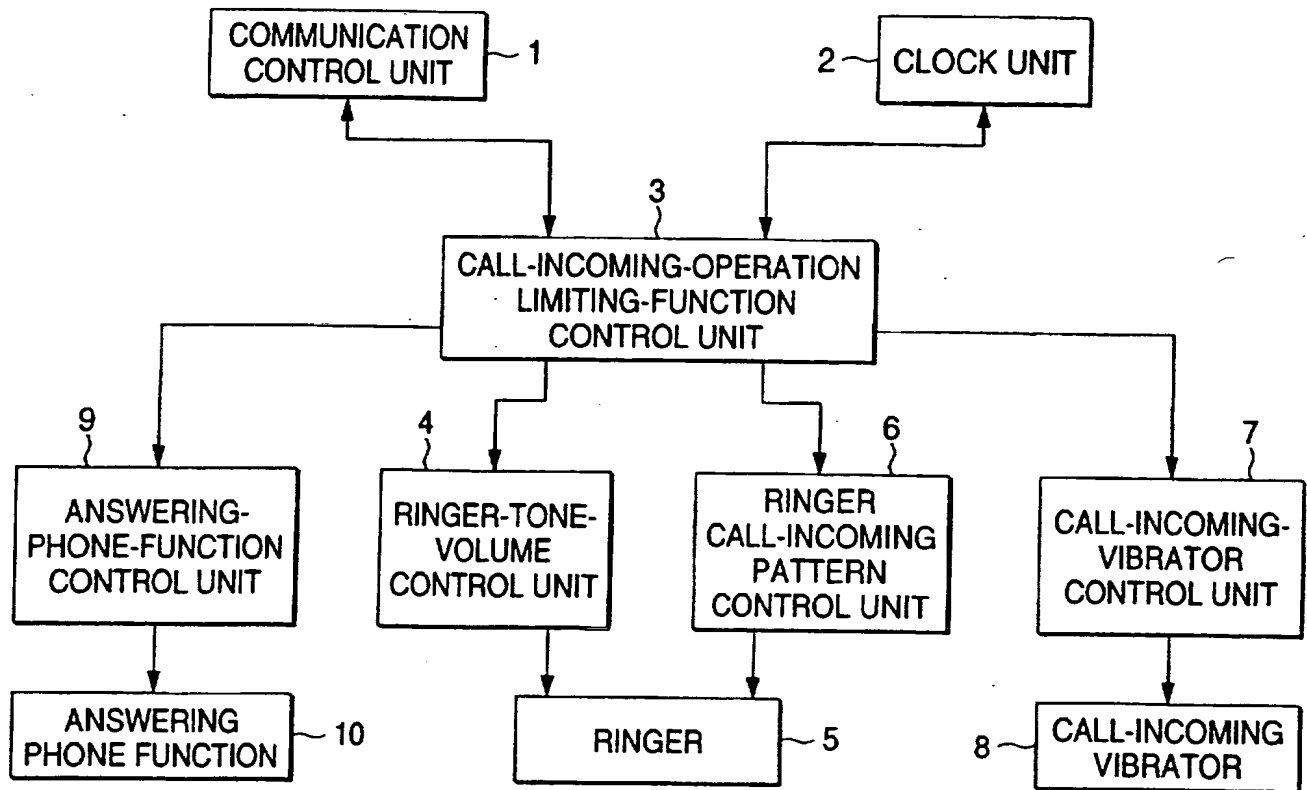 COMMUNICATION
CONTROL UNIT
1
2
CLOCK UNIT
3
CALL-INCOMING-OPERATION
LIMITING-FUNCTION
CONTROL UNIT
9
ANSWERING-
PHONE-FUNCTION
CONTROL UNIT
4
RINGER-TONE-
VOLUME
CONTROL UNIT
6
RINGER
CALL-INCOMING
PATTERN
CONTROL UNIT
7
CALL-INCOMING-
VIBRATOR
CONTROL UNIT
ANSWERING
PHONE FUNCTION
10
RINGER
5
8
CALL-INCOMING
VIBRATOR